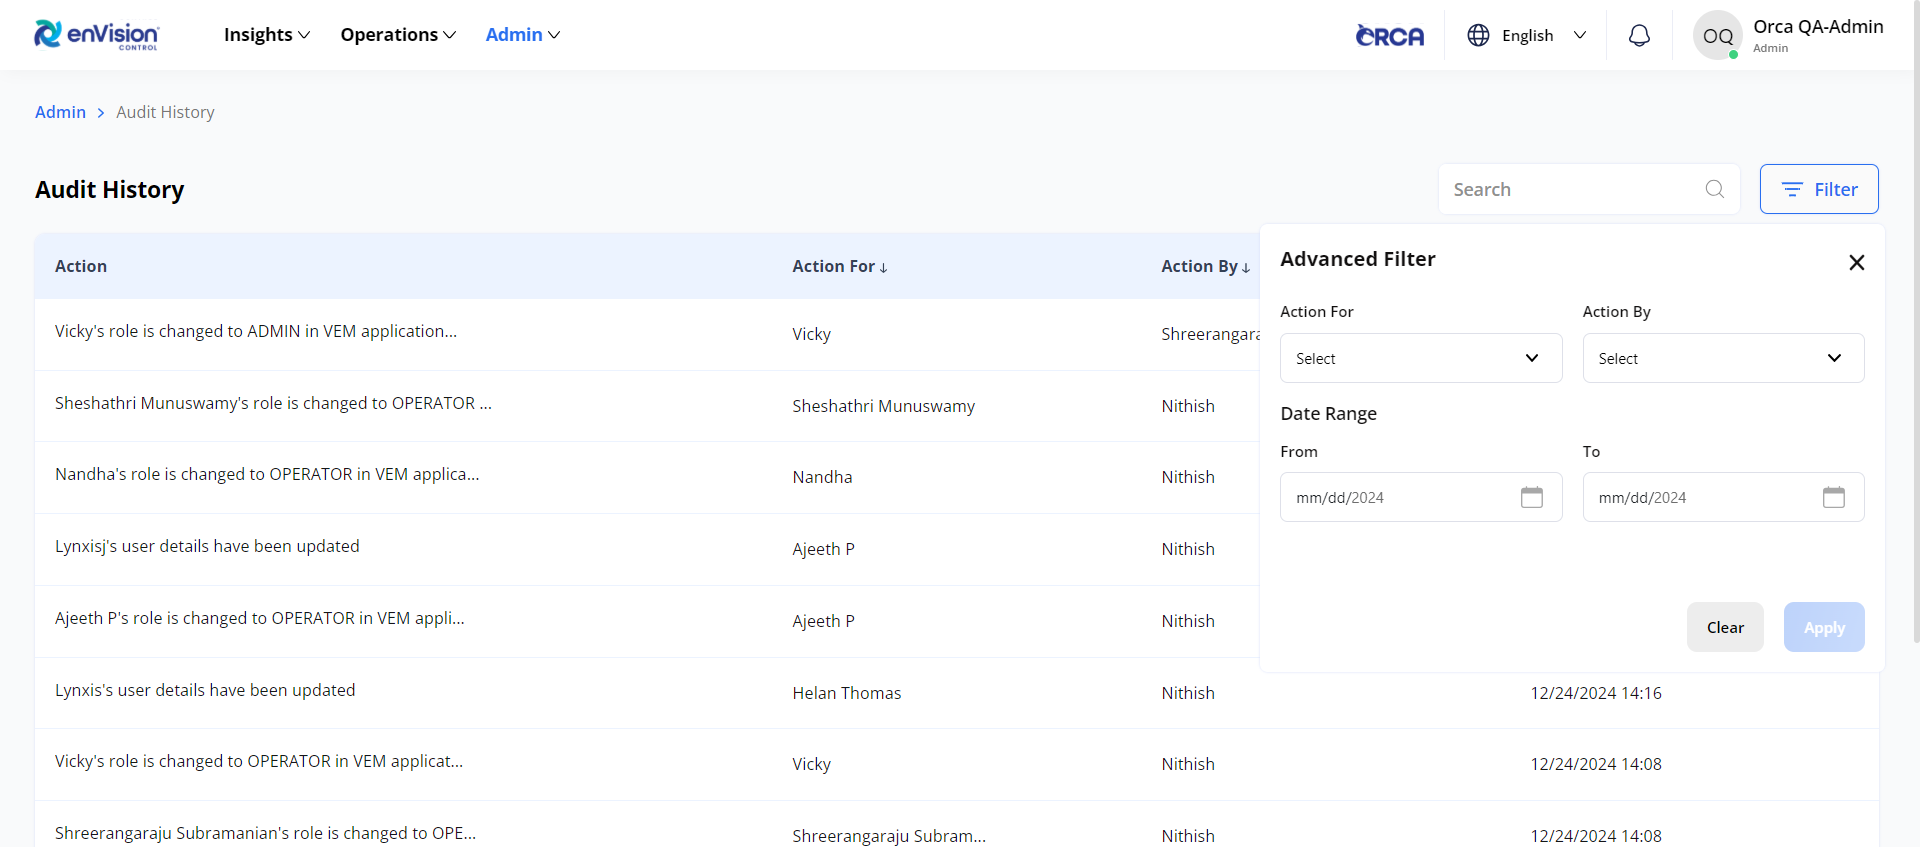 enVision CONTROL Insights Operations Admin ORCA English OQ Orca QA-Admin
Admin
Admin > Audit History
Audit History Search Filter
Action Action For ↓ Action By ↓
Vicky's role is changed to ADMIN in VEM application... Vicky Shreerangara
Sheshathri Munuswamy's role is changed to OPERATOR ... Sheshathri Munuswamy Nithish
Nandha's role is changed to OPERATOR in VEM applica... Nandha Nithish
Lynxisj's user details have been updated Ajeeth P Nithish
Ajeeth P's role is changed to OPERATOR in VEM appli... Ajeeth P Nithish
Lynxis's user details have been updated Helan Thomas Nithish 12/24/2024 14:16
Vicky's role is changed to OPERATOR in VEM applicat... Vicky Nithish 12/24/2024 14:08
Shreerangaraju Subramanian's role is changed to OPE... Shreerangaraju Subram... Nithish 12/24/2024 14:08
Advanced Filter
Action For Action By
Select Select
Date Range
From To
mm/dd/2024 mm/dd/2024
Clear Apply